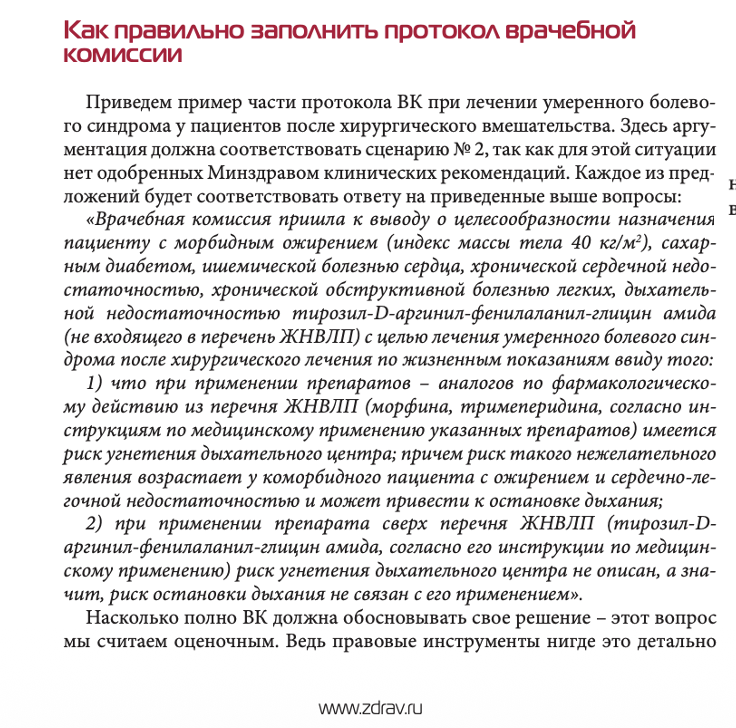 Как правильно заполнить протокол врачебной
комиссии
Приведем пример части протокола ВК при лечении умеренного болево-
го синдрома у пациентов после хирургического вмешательства. Здесь аргу-
ментация должна соответствовать сценарию № 2, так как для этой ситуации
нет одобренных Минздравом клинических рекомендаций. Каждое из пред-
ложений будет соответствовать ответу на приведенные выше вопросы:
«Врачебная комиссия пришла к выводу о целесообразности назначения
пациенту с морбидным ожирением (индекс массы тела 40 кг/м²), сахар-
ным диабетом, ишемической болезнью сердца, хронической сердечной недо-
статочностью, хронической обструктивной болезнью легких, дыхатель-
ной недостаточностью тирозил-D-аргинил-фенилаланил-глицин амида
(не входящего в перечень ЖНВЛП) с целью лечения умеренного болевого син-
дрома после хирургического лечения по жизненным показаниям ввиду того:
1) что при применении препаратов – аналогов по фармакологическо-
му действию из перечня ЖНВЛП (морфина, тримеперидина, согласно ин-
струкциям по медицинскому применению указанных препаратов) имеется
риск угнетения дыхательного центра; причем риск такого нежелательного
явления возрастает у коморбидного пациента с ожирением и сердечно-ле-
гочной недостаточностью и может привести к остановке дыхания;
2) при применении препарата сверх перечня ЖНВЛП (тирозил-D-
аргинил-фенилаланил-глицин амида, согласно его инструкции по медицин-
скому применению) риск угнетения дыхательного центра не описан, а зна-
чит, риск остановки дыхания не связан с его применением».
Насколько полно ВК должна обосновывать свое решение – этот вопрос
мы считаем оценочным. Ведь правовые инструменты нигде это детально
www.zdrav.ru